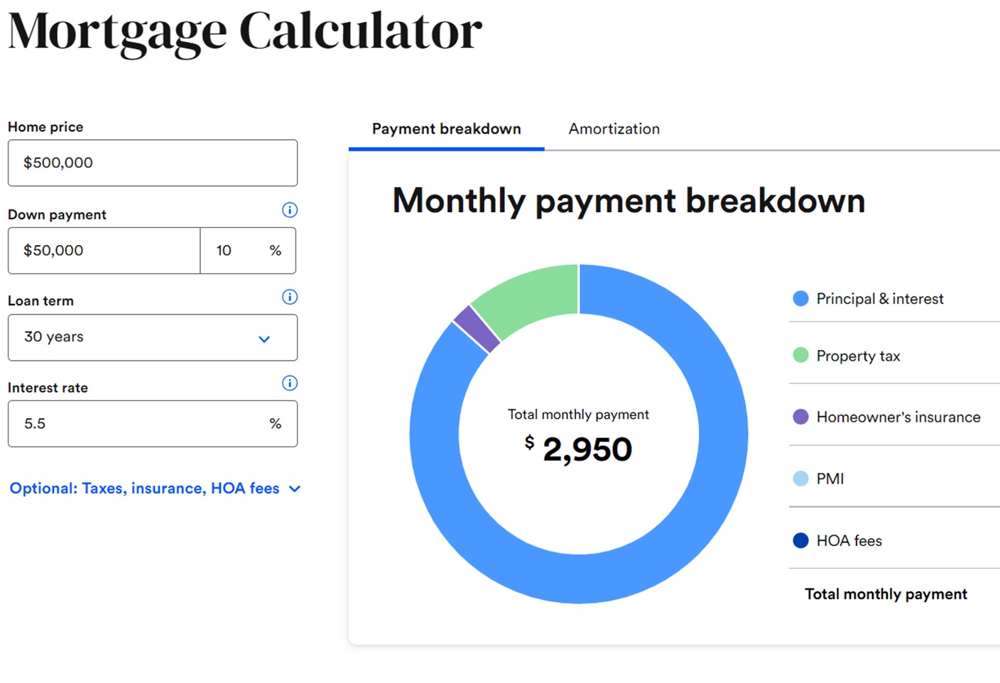 Mortgage Calculator
Home price
$500,000
Down payment
$50,000 10 %
Loan term
30 years
Interest rate
5.5 %
Optional: Taxes, insurance, HOA fees
Payment breakdown Amortization
Monthly payment breakdown
Total monthly payment
$ 2,950
Principal & interest
Property tax
Homeowner's insurance
PMI
HOA fees
Total monthly payment